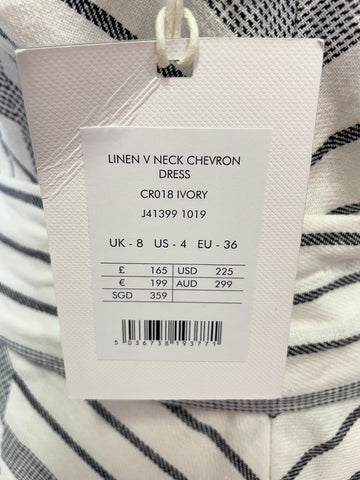 LINEN V NECK CHEVRON
DRESS
CR018 IVORY
J41399 1019
UK - 8 US - 4 EU - 36
£ 165 USD 225
€ 199 AUD 299
SGD 359
5 036738 193771